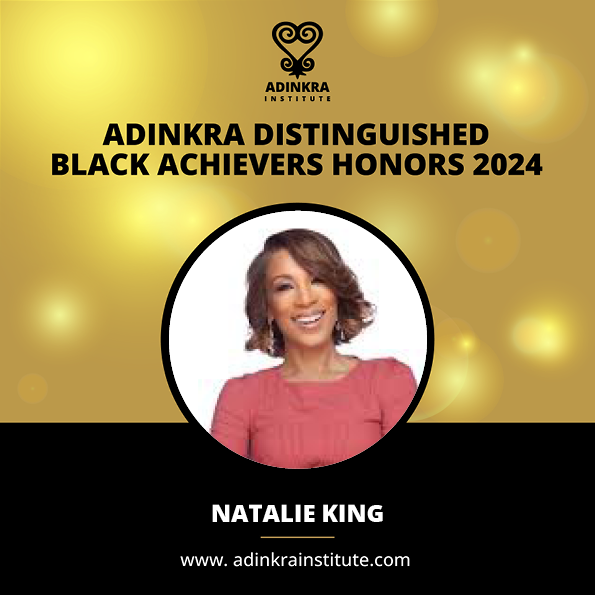 ADINKRA
INSTITUTE
ADINKRA DISTINGUISHED
BLACK ACHIEVERS HONORS 2024
NATALIE KING
www. adinkrainstitute.com